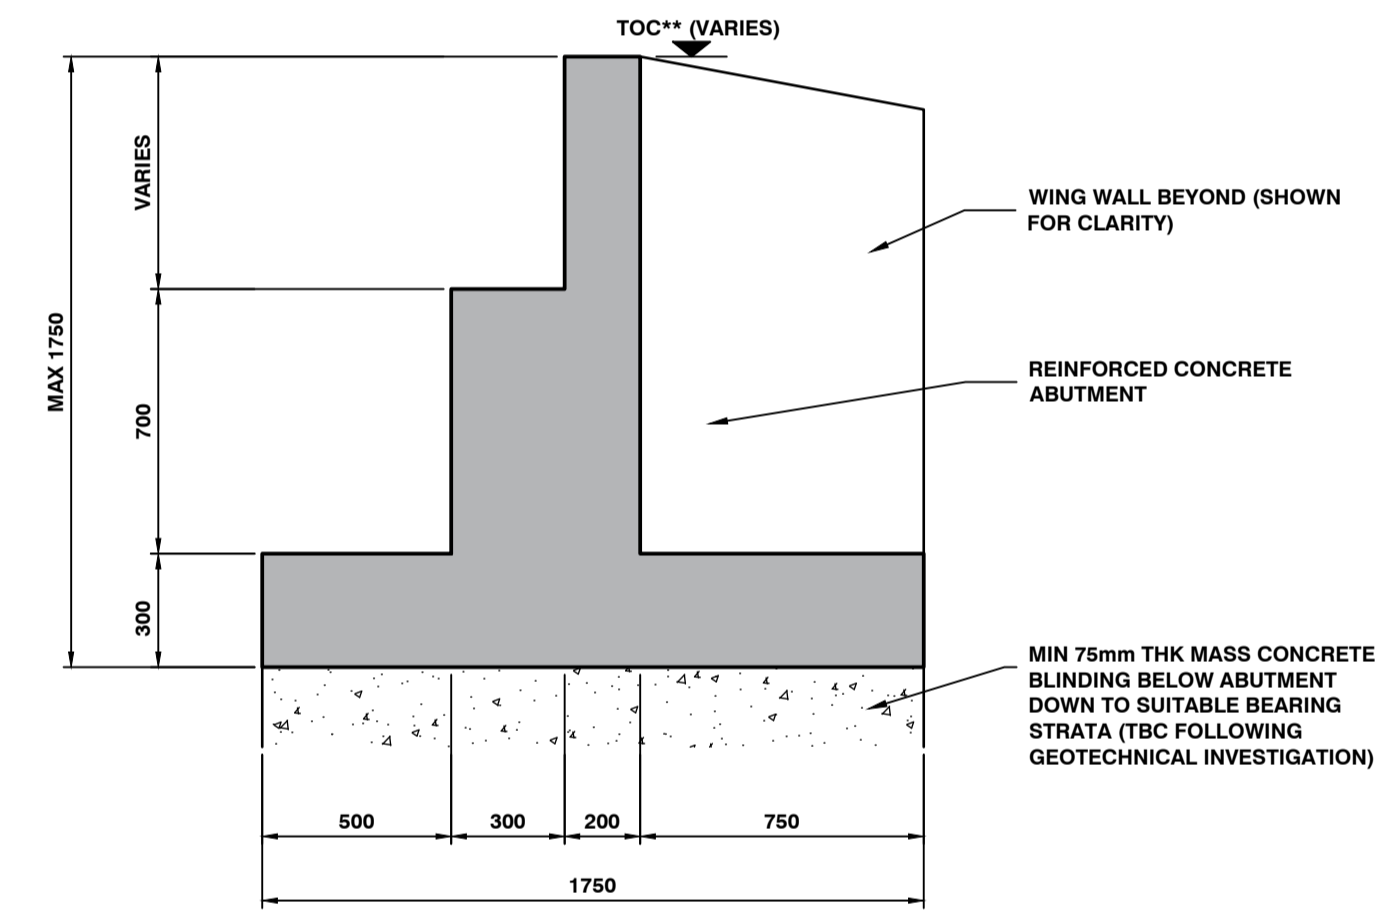 TOC** (VARIES)
VARIES
MAX 1750
700
300
WING WALL BEYOND (SHOWN
FOR CLARITY)
REINFORCED CONCRETE
ABUTMENT
MIN 75mm THK MASS CONCRETE
BLINDING BELOW ABUTMENT
DOWN TO SUITABLE BEARING
STRATA (TBC FOLLOWING
GEOTECHNICAL INVESTIGATION)
500
300
200
750
1750